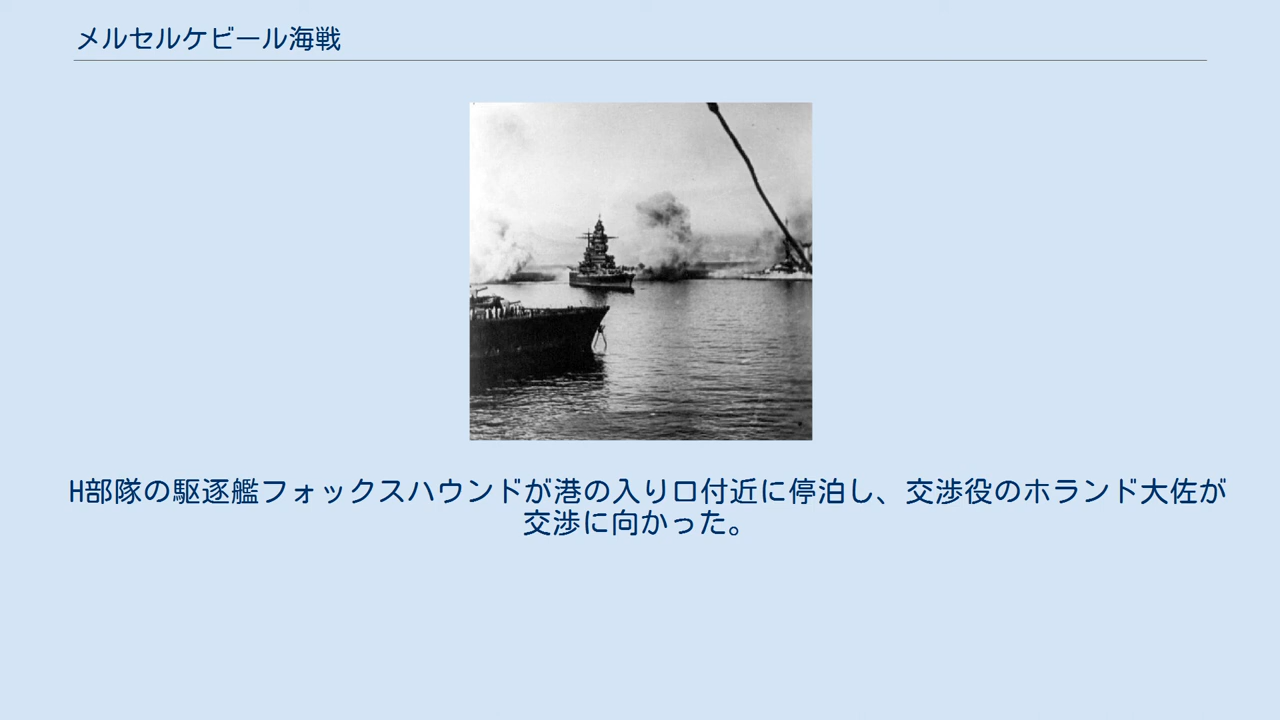 メルセルケビール海戦
H部隊の駆逐艦フォックスハウンドが港の入り口付近に停泊し、交渉役のホランド大佐が
交渉に向かった。